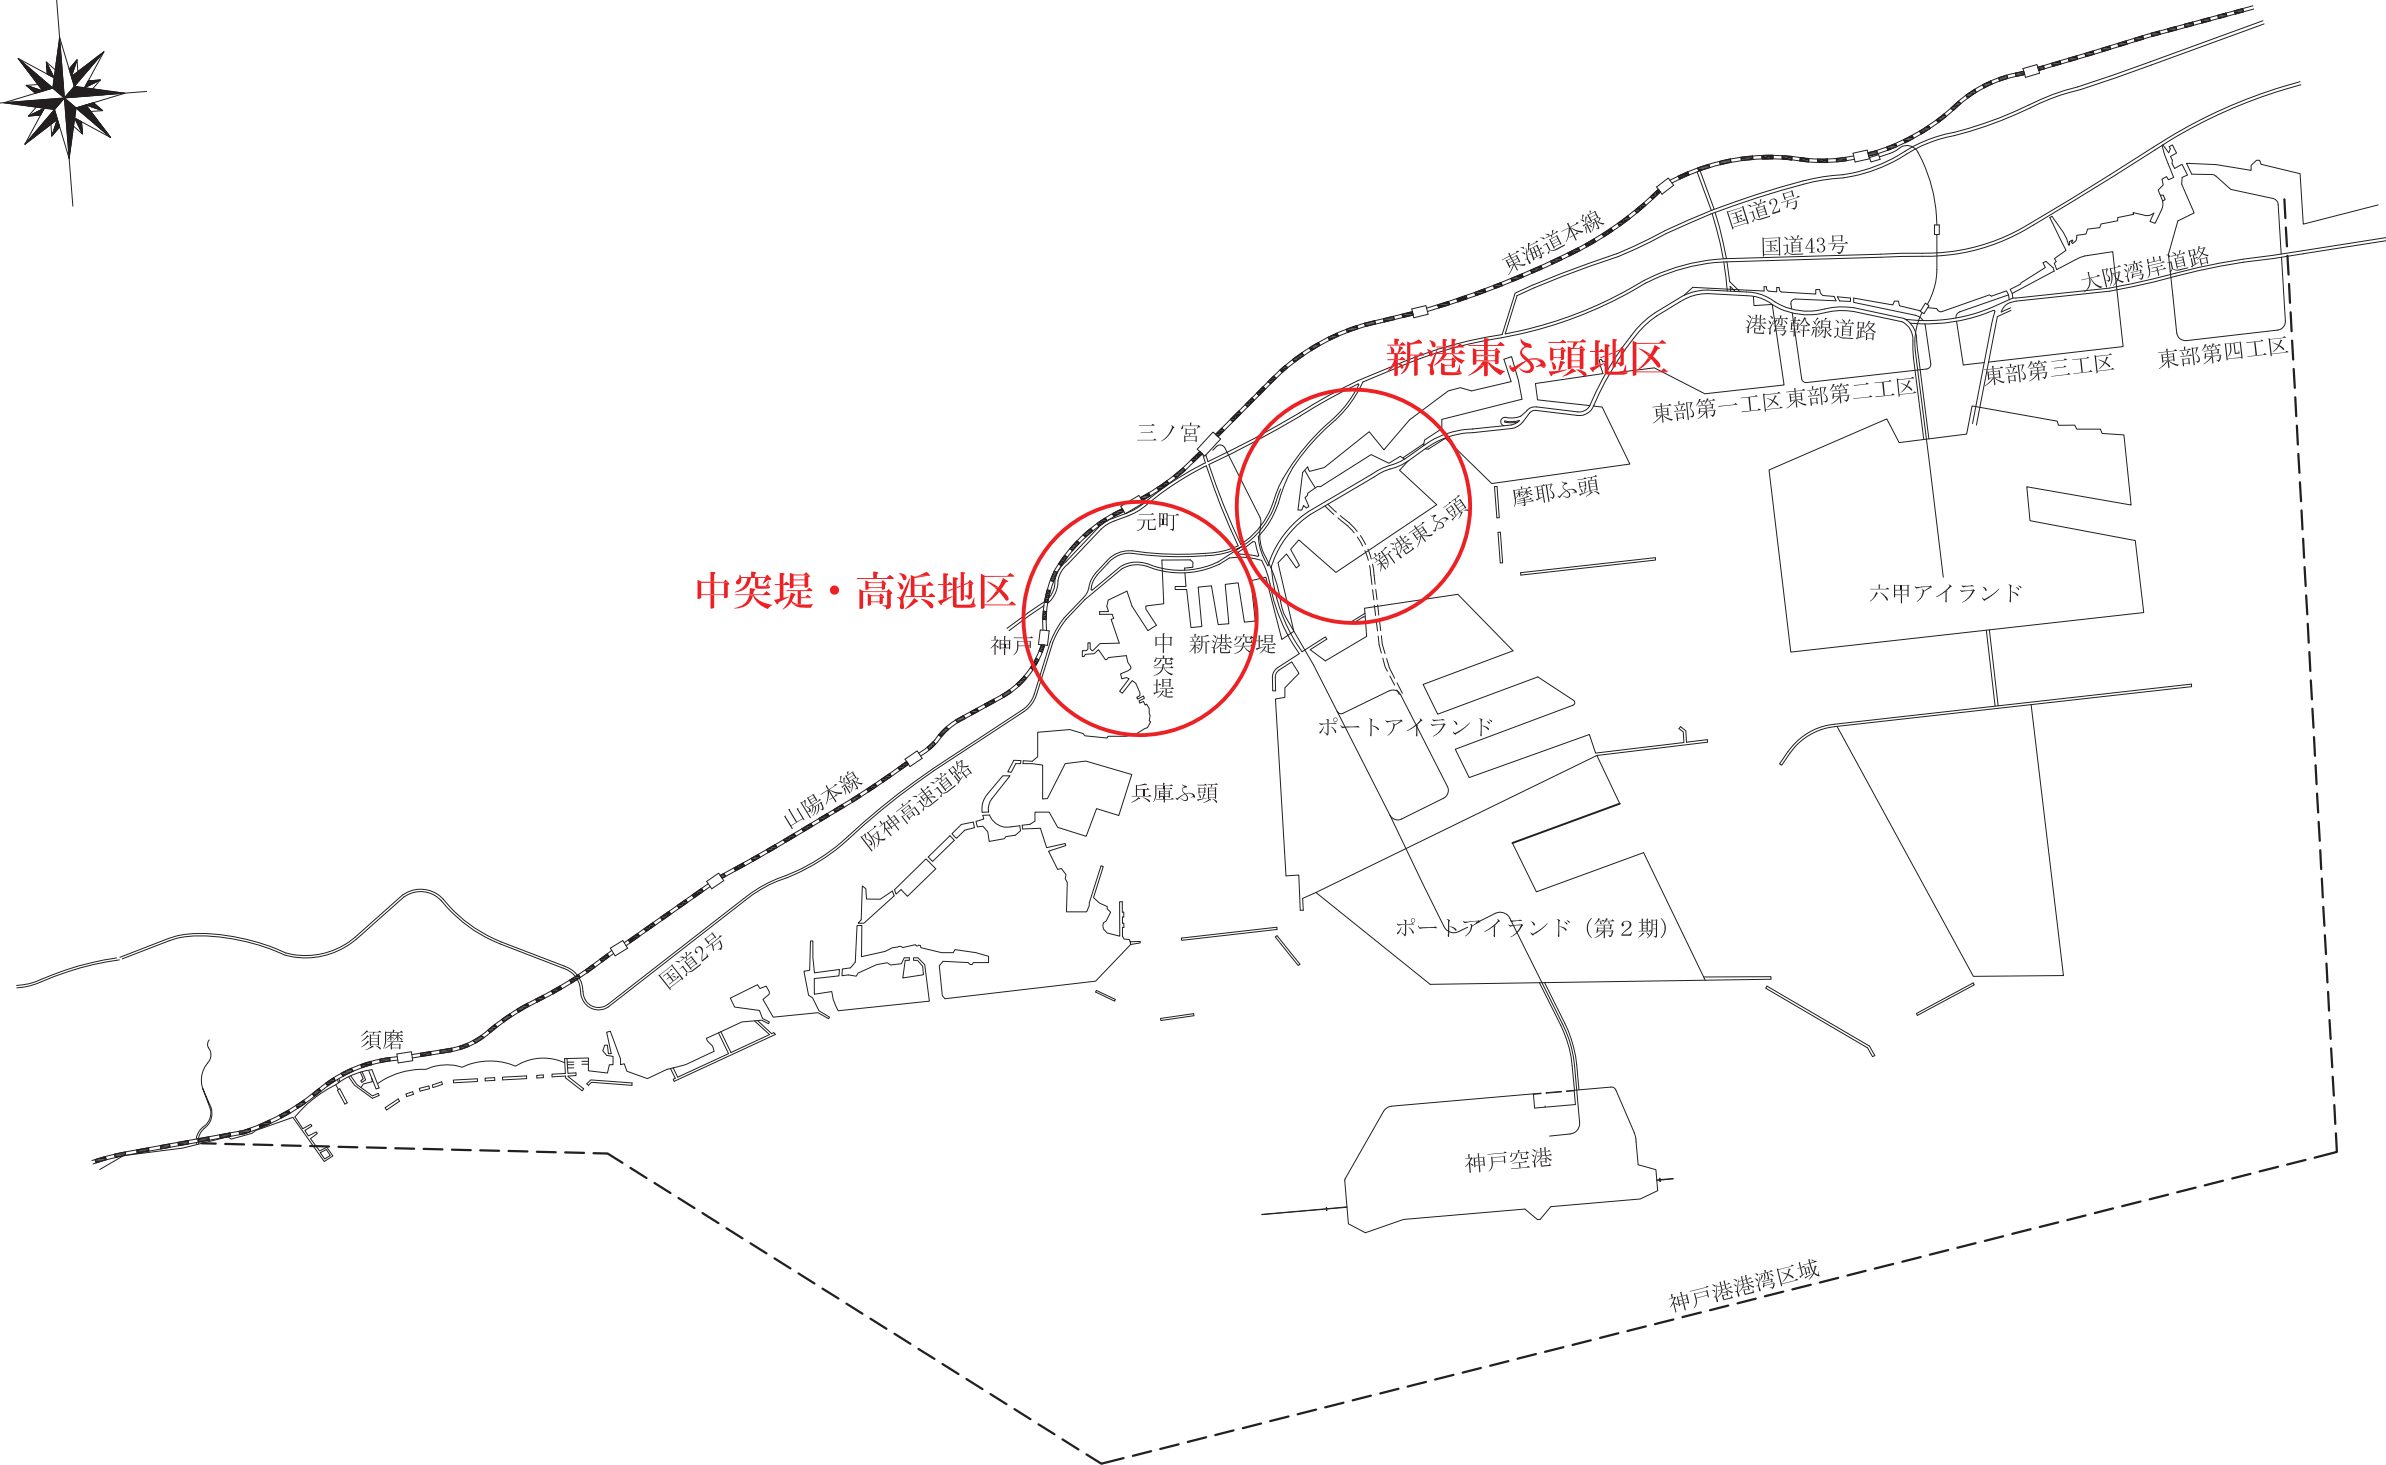 東海道本線
国道2号
国道43号
大阪湾岸道路
港湾幹線道路
新港東ふ頭地区
東部第一工区
東部第二工区
東部第三工区
東部第四工区
三ノ宮
元町
摩耶ふ頭
新港東ふ頭
中突堤・高浜地区
六甲アイランド
神戸
中突堤
新港突堤
ポートアイランド
山陽本線
阪神高速道路
兵庫ふ頭
国道2号
ポートアイランド（第２期）
須磨
神戸空港
神戸港港湾区域